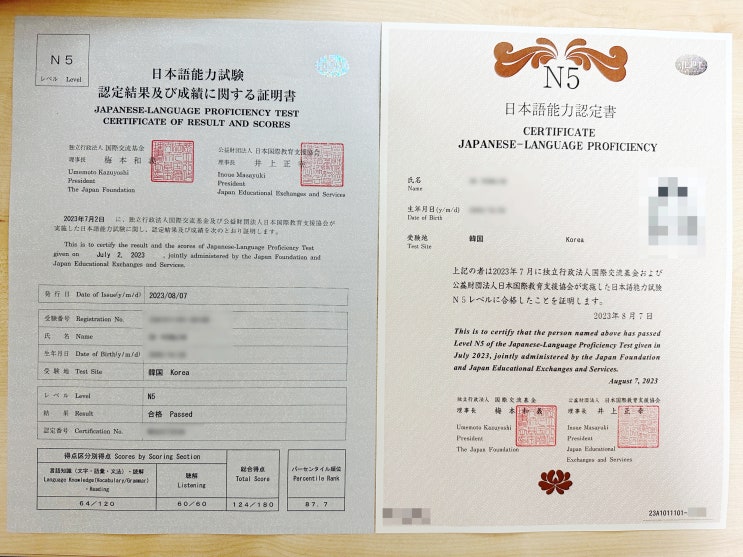 N5
レベル Level
日本語能力試験
認定結果及び成績に関する証明書
JAPANESE-LANGUAGE PROFICIENCY TEST
CERTIFICATE OF RESULT AND SCORES
独立行政法人 国際交流基金
理事長 梅本和義
Umemoto Kazuyoshi
President
The Japan Foundation
公益財団法人 日本国際教育支援協会
理事長 井上正幸
Inoue Masayuki
President
Japan Educational Exchanges and Services
2023年7月2日 に、独立行政法人国際交流基金及び公益財団法人日本国際教育支援協会が
実施した日本語能力試験に関し、認定結果及び成績を次のとおり証明します。
This is to certify the result and the scores of Japanese-Language Proficiency Test
given on July 2, 2023 , jointly administered by the Japan Foundation and
Japan Educational Exchanges and Services.
発行日 Date of Issue(y/m/d) 2023/08/07
受験番号 Registration No.
氏名 Name
生年月日 Date of Birth(y/m/d)
受験地 Test Site 韓国 Korea
レベル Level N5
結果 Result 合格 Passed
認定番号 Certification No.
得点区分別得点 Scores by Scoring Section
言語知識(文字・語彙・文法)・読解
Language Knowledge(Vocabulary/Grammar)
・Reading
聴解
Listening
総合得点
Total Score
パーセンタイル順位
Percentile Rank
64/120 60/60 124/180 87.7
N5
日本語能力認定書
CERTIFICATE
JAPANESE-LANGUAGE PROFICIENCY
氏名
Name
生年月日(y/m/d)
Date of Birth
受験地 韓国 Korea
Test Site
上記の者は2023年7月に独立行政法人国際交流基金および
公益財団法人日本国際教育支援協会が実施した日本語能力試験
N5レベルに合格したことを証明します。
2023年8月7日
This is to certify that the person named above has passed
Level N5 of the Japanese-Language Proficiency Test given in
July 2023, jointly administered by the Japan Foundation
and Japan Educational Exchanges and Services.
August 7, 2023
独立行政法人 国際交流基金
理事長 梅本和義
Umemoto Kazuyoshi
President
The Japan Foundation
公益財団法人 日本国際教育支援協会
理事長 井上正幸
Inoue Masayuki
President
Japan Educational
Exchanges and Services
23A1011101-